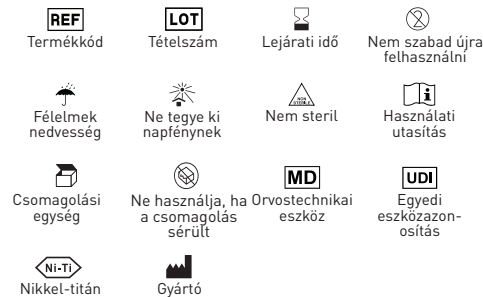 REF
LOT
2
Termékkód
Tételszám
Lejárati idő
Nem szabad újra
felhasználni
NON
STERILE
i
Félelmek
nedvesség
Ne tegye ki
napfénynek
Nem steril
Használati
utasítás
MD
UDI
Csomagolási
egység
Ne használja, ha
a csomagolás
sérült
Orvostechnikai
eszköz
Egyedi
eszközazon-
osítás
Ni-Ti
Nikkel-titán
Gyártó